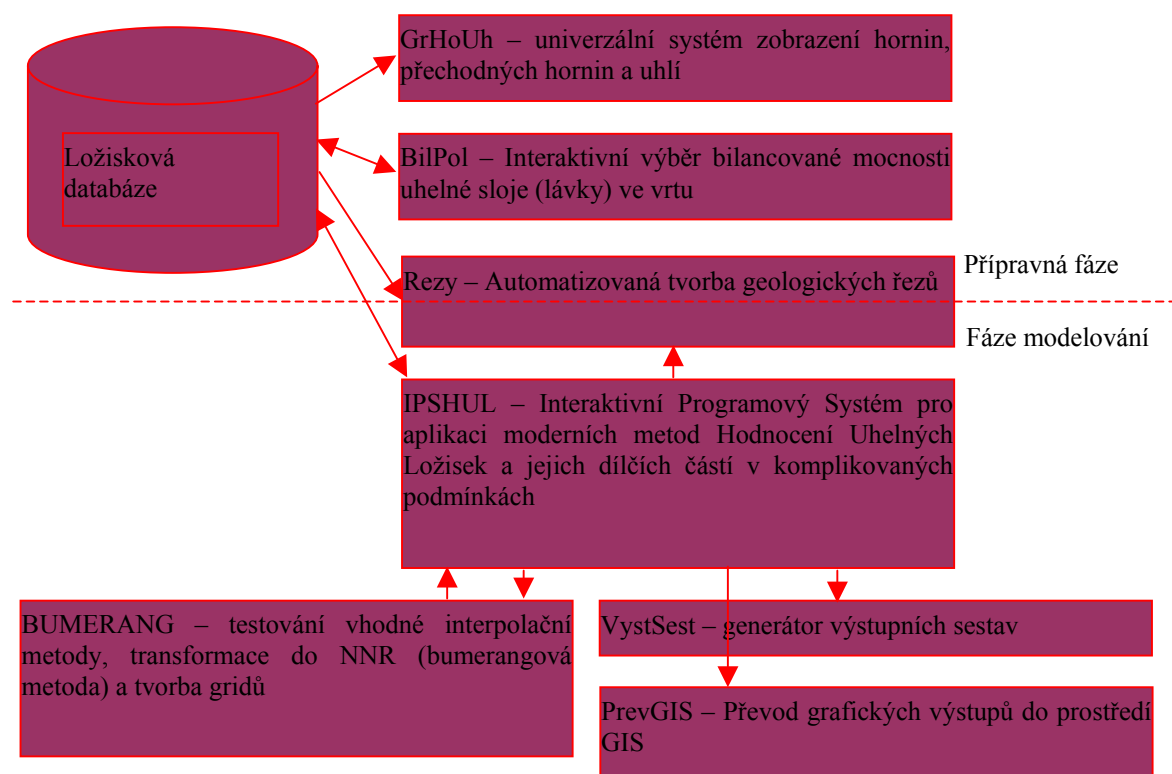 GrHoUh – univerzální systém zobrazení hornin,
přechodných hornin a uhlí
Ložisková
databáze
BilPol – Interaktivní výběr bilancované mocnosti
uhelné sloje (lávky) ve vrtu
Rezy – Automatizovaná tvorba geologických řezů
Přípravná fáze
Fáze modelování
IPSHUL – Interaktivní Programový Systém pro
aplikaci moderních metod Hodnocení Uhelných
Ložisek a jejich dílčích částí v komplikovaných
podmínkách
BUMERANG – testování vhodné interpolační
metody, transformace do NNR (bumerangová
metoda) a tvorba gridů
VystSest – generátor výstupních sestav
PrevGIS – Převod grafických výstupů do prostředí
GIS